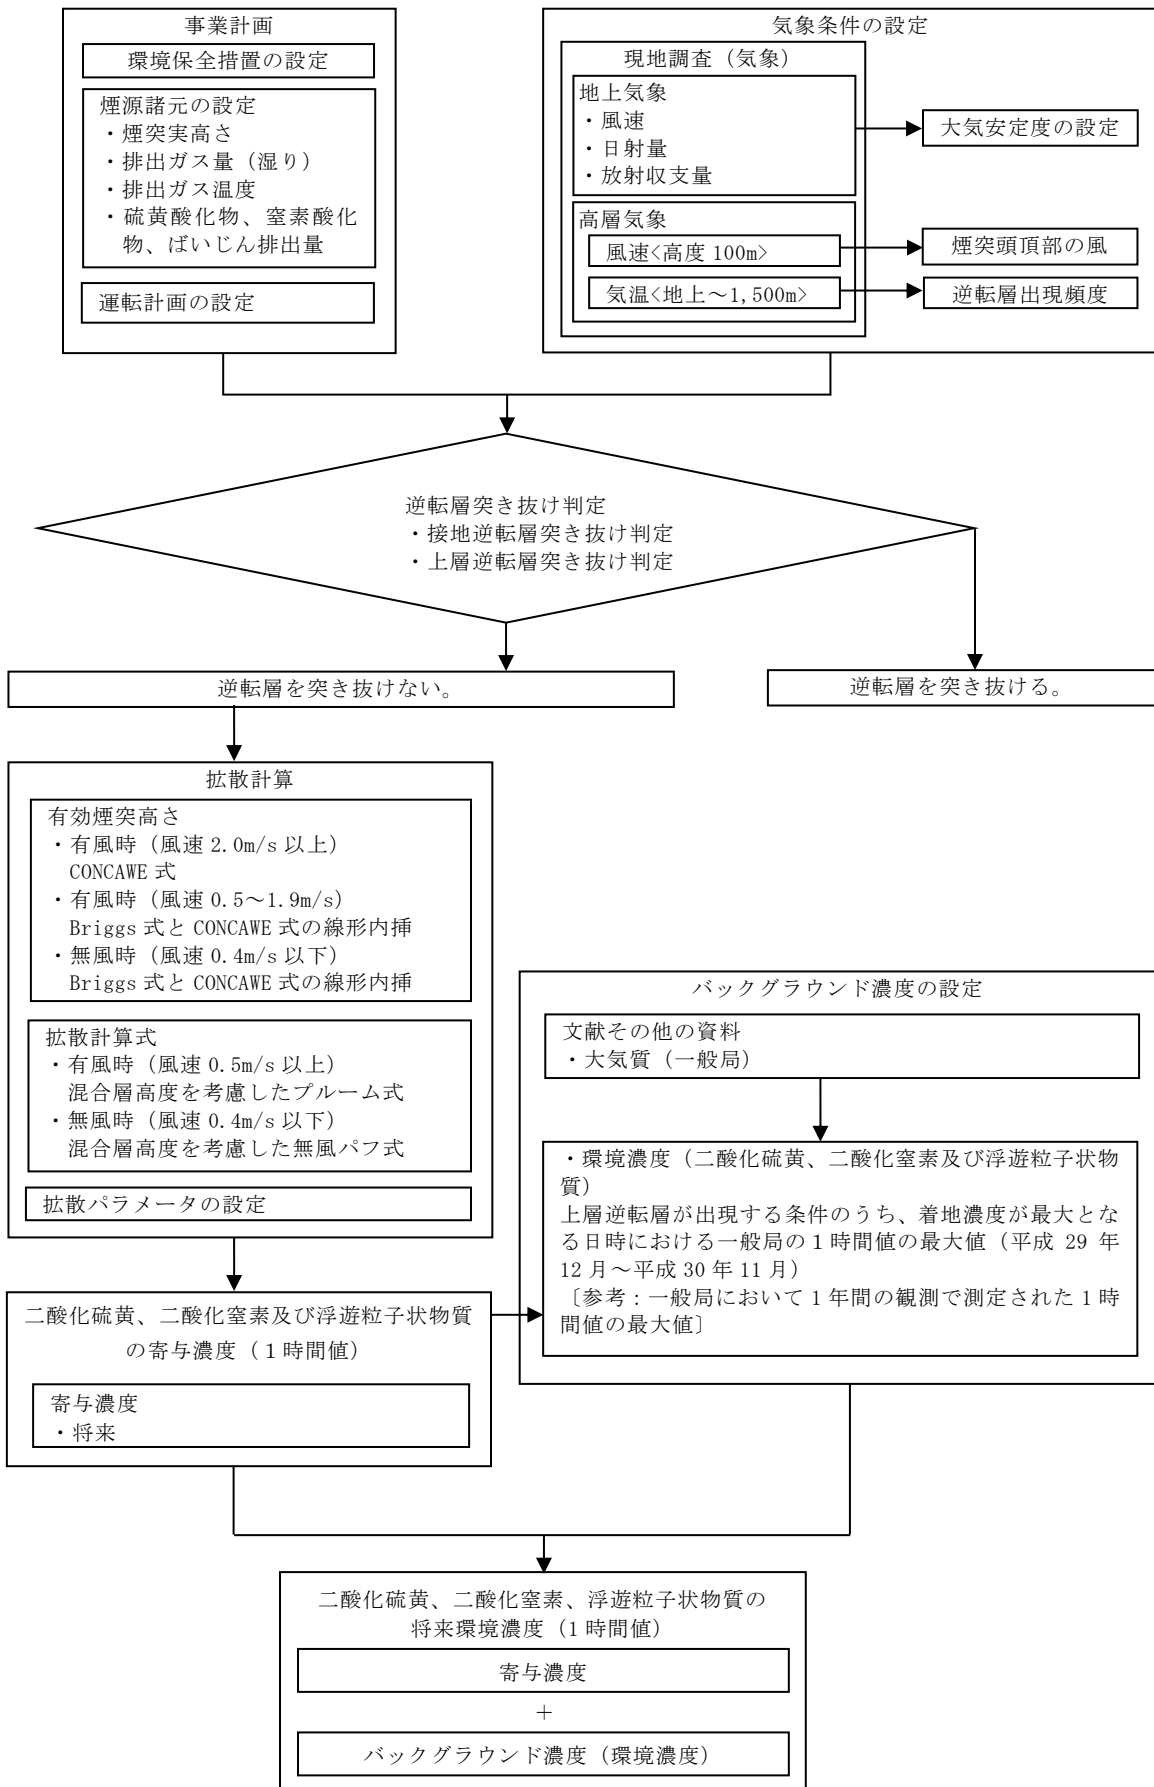 事業計画
環境保全措置の設定
煙源諸元の設定
・煙突実高さ
・排出ガス量（湿り）
・排出ガス温度
・硫黄酸化物、窒素酸化
物、ばいじん排出量
運転計画の設定
気象条件の設定
現地調査（気象）
地上気象
・風速
・日射量
・放射収支量
大気安定度の設定
高層気象
風速<高度 100m>
煙突頭頂部の風
気温<地上～1,500m>
逆転層出現頻度
逆転層突き抜け判定
・接地逆転層突き抜け判定
・上層逆転層突き抜け判定
逆転層を突き抜けない。
逆転層を突き抜ける。
拡散計算
有効煙突高さ
・有風時（風速 2.0m/s 以上）
CONCAWE 式
・有風時（風速 0.5～1.9m/s）
Briggs 式と CONCAWE 式の線形内挿
・無風時（風速 0.4m/s 以下）
Briggs 式と CONCAWE 式の線形内挿
拡散計算式
・有風時（風速 0.5m/s 以上）
混合層高度を考慮したプルーム式
・無風時（風速 0.4m/s 以下）
混合層高度を考慮した無風パフ式
拡散パラメータの設定
バックグラウンド濃度の設定
文献その他の資料
・大気質（一般局）
・環境濃度（二酸化硫黄、二酸化窒素及び浮遊粒子状物
質）
上層逆転層が出現する条件のうち、着地濃度が最大とな
る日時における一般局の１時間値の最大値（平成 29 年
12 月～平成 30 年 11 月）
〔参考：一般局において 1 年間の観測で測定された 1 時
間値の最大値〕
二酸化硫黄、二酸化窒素及び浮遊粒子状物質
の寄与濃度（１時間値）
寄与濃度
・将来
二酸化硫黄、二酸化窒素、浮遊粒子状物質の
将来環境濃度（1 時間値）
寄与濃度
＋
バックグラウンド濃度（環境濃度）